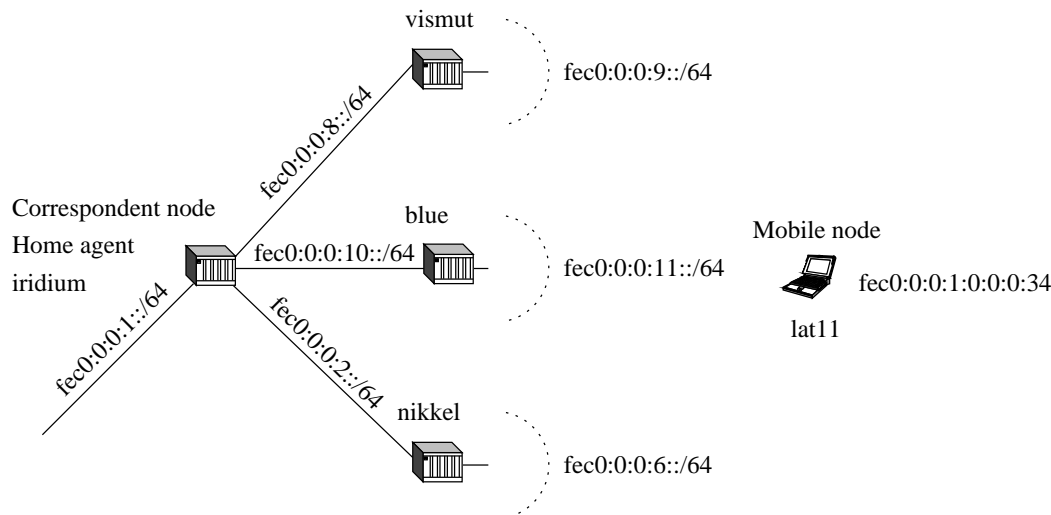 vismut
fec0:0:0:9::/64
fec0:0:0:8::/64
Correspondent node
Home agent
iridium
blue
fec0:0:0:10::/64
fec0:0:0:11::/64
Mobile node
fec0:0:0:1:0:0:0:34
lat11
fec0:0:0:1::/64
fec0:0:0:2::/64
nikkel
fec0:0:0:6::/64